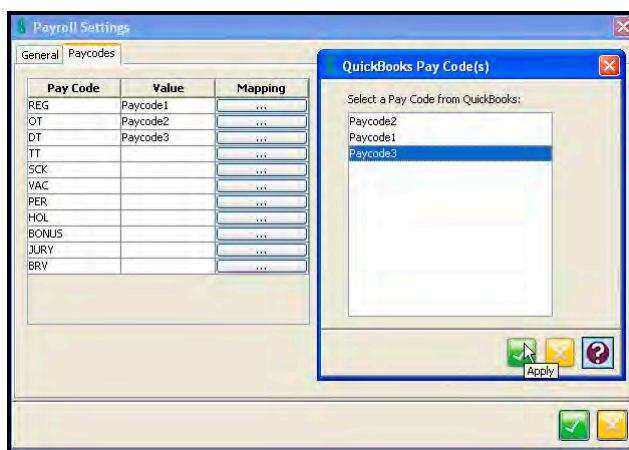 Payroll Settings
General Paycodes
Pay Code Value Mapping
REG Paycode1 ...
OT Paycode2 ...
DT Paycode3 ...
TT ...
SCK ...
VAC ...
PER ...
HOL ...
BONUS ...
JURY ...
BRV ...
QuickBooks Pay Code(s)
Select a Pay Code from QuickBooks:
Paycode2
Paycode1
Paycode3
Apply